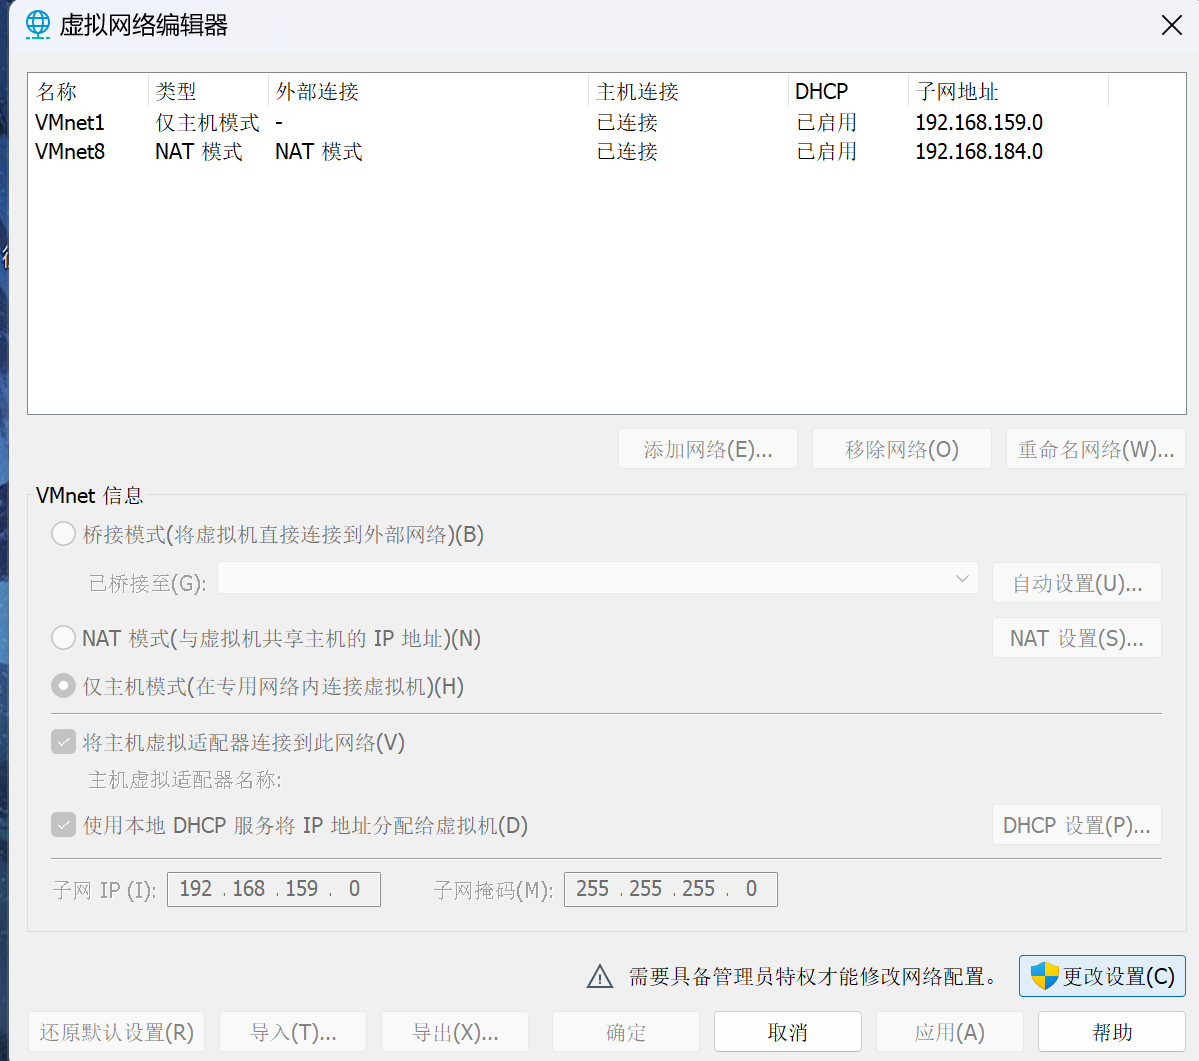 虚拟网络编辑器
名称 类型 外部连接 主机连接 DHCP 子网地址
VMnet1 仅主机模式 - 已连接 已启用 192.168.159.0
VMnet8 NAT 模式 NAT 模式 已连接 已启用 192.168.184.0
添加网络(E)... 移除网络(O) 重命名网络(W)...
VMnet 信息
桥接模式(将虚拟机直接连接到外部网络)(B)
已桥接至(G): 自动设置(U)...
NAT 模式(与虚拟机共享主机的 IP 地址)(N) NAT 设置(S)...
仅主机模式(在专用网络内连接虚拟机)(H)
将主机虚拟适配器连接到此网络(V)
主机虚拟适配器名称:
使用本地 DHCP 服务将 IP 地址分配给虚拟机(D) DHCP 设置(P)...
子网 IP (I): 192 . 168 . 159 . 0 子网掩码(M): 255 . 255 . 255 . 0
需要具备管理员特权才能修改网络配置。 更改设置(C)
还原默认设置(R) 导入(T)... 导出(X)... 确定 取消 应用(A) 帮助